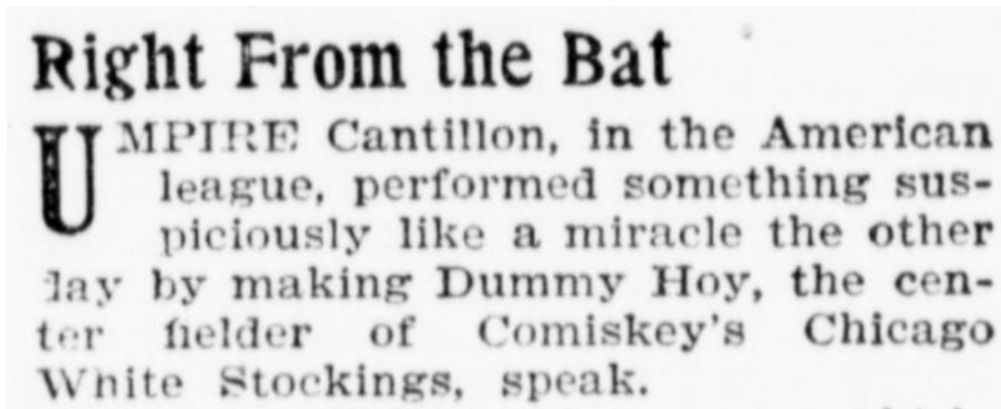 Right From the Bat
UMPIRE Cantillon, in the American
league, performed something sus-
piciously like a miracle the other
day by making Dummy Hoy, the cen-
ter fielder of Comiskey's Chicago
White Stockings, speak.